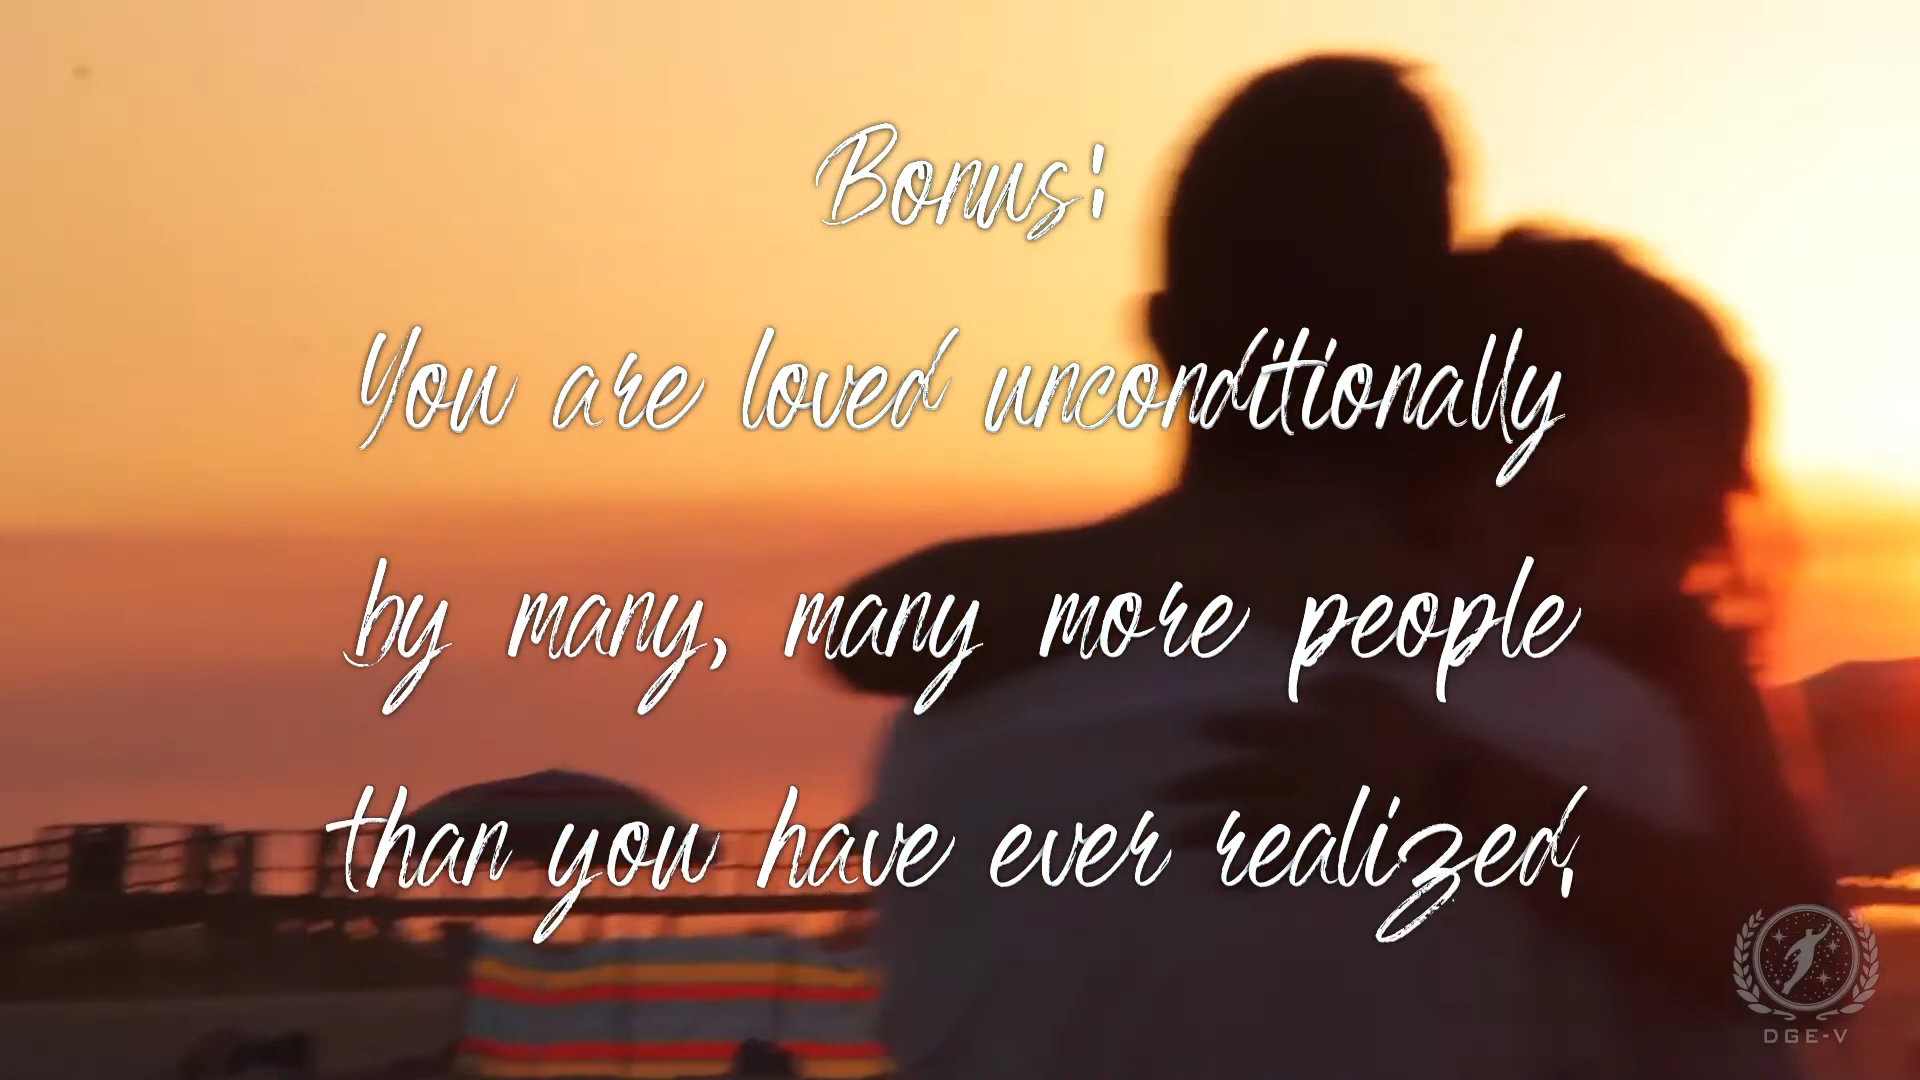 Bonus:
You are loved unconditionally
by many, many more people
than you have ever realized.
DGE-V